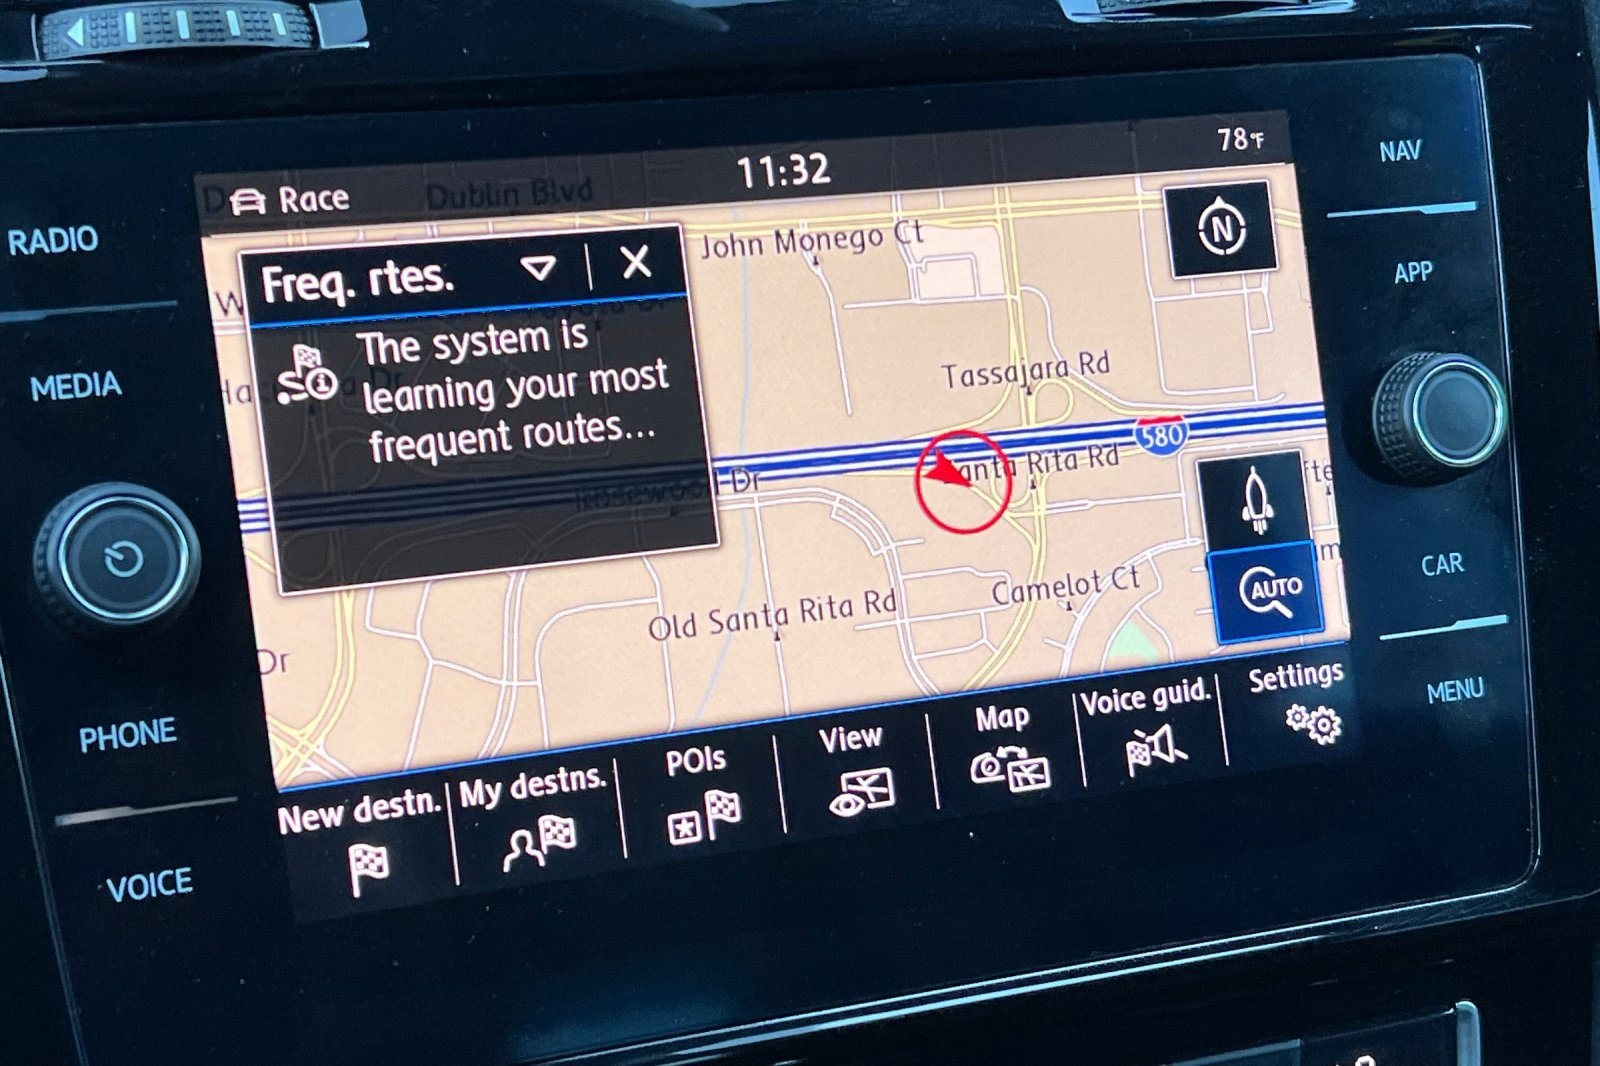 Race
Dublin Blvd
11:32
78°F
RADIO
MEDIA
PHONE
VOICE
NAV
APP
CAR
MENU
Freq. rtes.
The system is
learning your most
frequent routes...
John Monego Ct
N
Tassajara Rd
580
Santa Rita Rd
Dr
Old Santa Rita Rd
Camelot Ct
Dr
AUTO
New destn.
My destns.
POIs
View
Map
Voice guid.
Settings